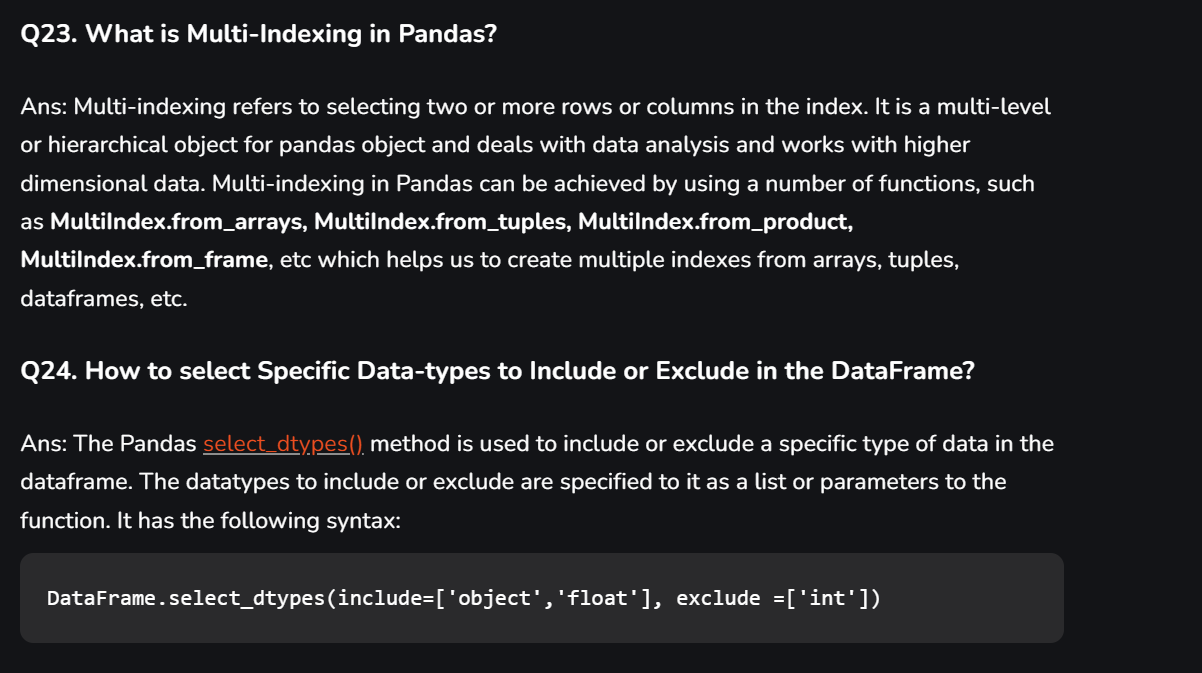 Q23. What is Multi-Indexing in Pandas?
Ans: Multi-indexing refers to selecting two or more rows or columns in the index. It is a multi-level
or hierarchical object for pandas object and deals with data analysis and works with higher
dimensional data. Multi-indexing in Pandas can be achieved by using a number of functions, such
as MultiIndex.from_arrays, MultiIndex.from_tuples, MultiIndex.from_product,
MultiIndex.from_frame, etc which helps us to create multiple indexes from arrays, tuples,
dataframes, etc.
Q24. How to select Specific Data-types to Include or Exclude in the DataFrame?
Ans: The Pandas select_dtypes() method is used to include or exclude a specific type of data in the
dataframe. The datatypes to include or exclude are specified to it as a list or parameters to the
function. It has the following syntax:
DataFrame.select_dtypes(include=['object','float'], exclude =['int'])